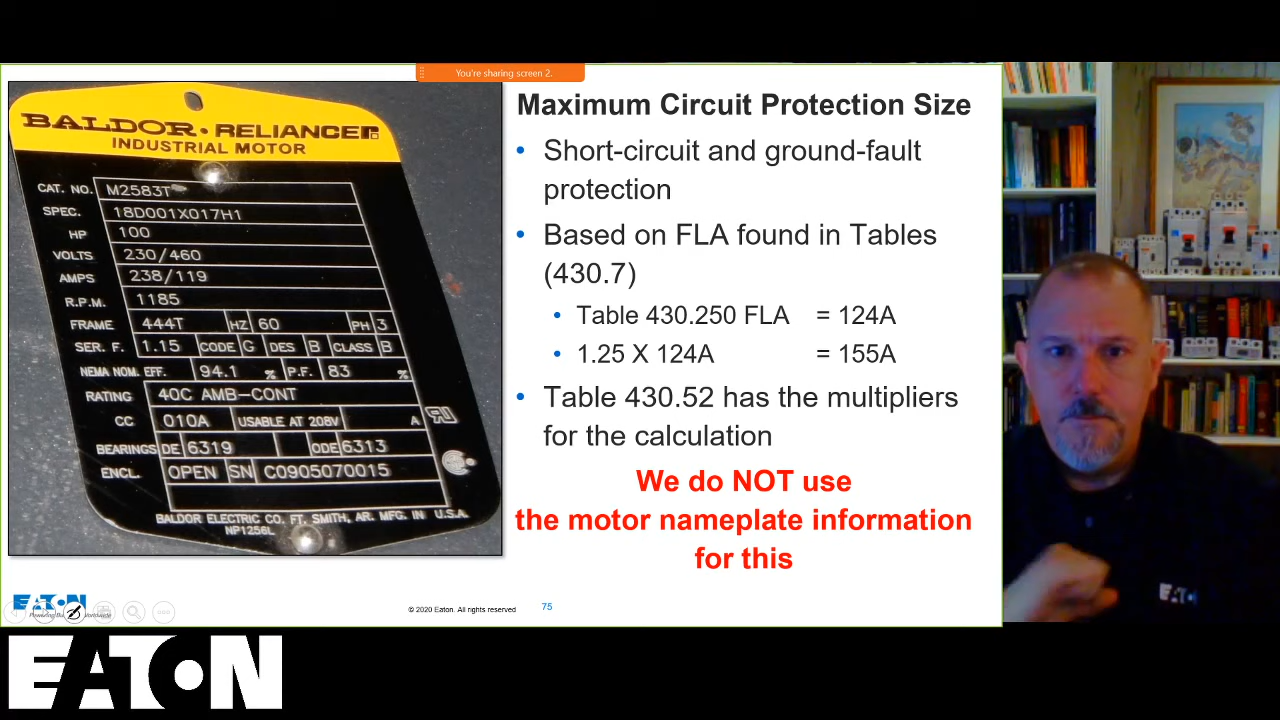 You're sharing screen 2.
BALDOR • RELIANCER
INDUSTRIAL MOTOR
CAT. NO. M2583T
SPEC. 18D001X017H1
HP 100
VOLTS 230/460
AMPS 238/119
R.P.M. 1185
FRAME 444T HZ 60 PH 3
SER. F. 1.15 CODE G DES B CLASS B
NEMA NOM. EFF. 94.1 % P.F. 83 %
RATING 40C AMB-CONT
CC 010A USABLE AT 208V A
BEARINGS DE 6319 ODE 6313
ENCL. OPEN SN C0905070015
BALDOR ELECTRIC CO. FT. SMITH, AR. MFG. IN U.S.A.
NP1256L
Maximum Circuit Protection Size
• Short-circuit and ground-fault
protection
• Based on FLA found in Tables
(430.7)
• Table 430.250 FLA = 124A
• 1.25 X 124A = 155A
• Table 430.52 has the multipliers
for the calculation
We do NOT use
the motor nameplate information
for this
EATON
© 2020 Eaton. All rights reserved
75
EATON
EATON